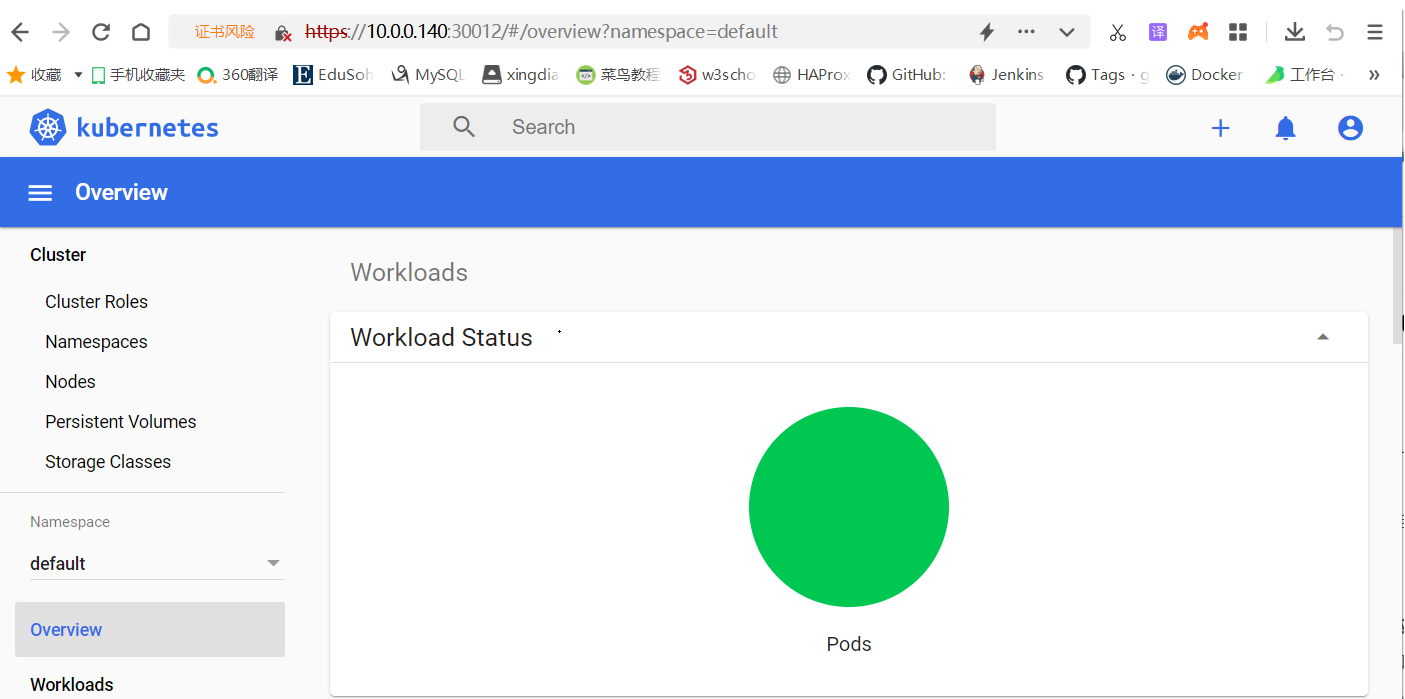 证书风险 https://10.0.0.140:30012/#/overview?namespace=default 译
收藏 手机收藏夹 360翻译 EduSoh MySQL xingdia 菜鸟教程 w3scho HAProx GitHub: Jenkins Tags · g Docker 工作台 ·
kubernetes Search
Overview
Cluster
Cluster Roles
Namespaces
Nodes
Persistent Volumes
Storage Classes
Namespace
default
Overview
Workloads
Workloads
Workload Status
Pods